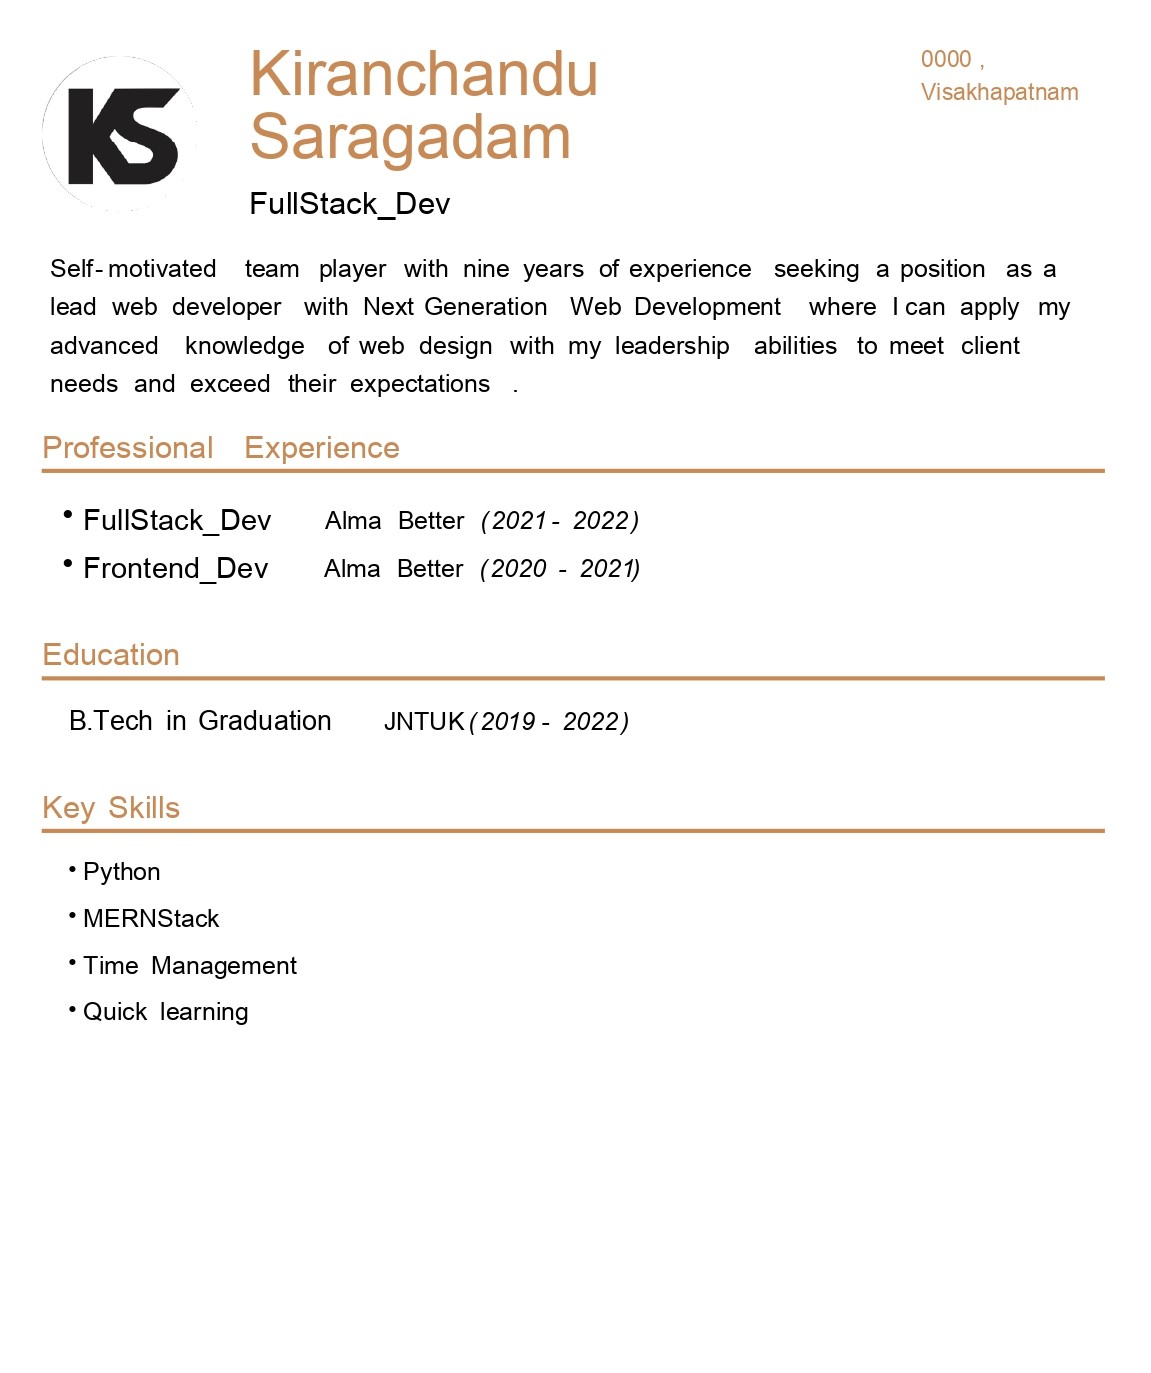 KS
Kiranchandu
Saragadam
FullStack_Dev
0000 ,
Visakhapatnam
Self-motivated team player with nine years of experience seeking a position as a
lead web developer with Next Generation Web Development where I can apply my
advanced knowledge of web design with my leadership abilities to meet client
needs and exceed their expectations .
Professional Experience
• FullStack_Dev Alma Better (2021 - 2022)
• Frontend_Dev Alma Better (2020 - 2021)
Education
B.Tech in Graduation JNTUK (2019 - 2022)
Key Skills
• Python
• MERNStack
• Time Management
• Quick learning